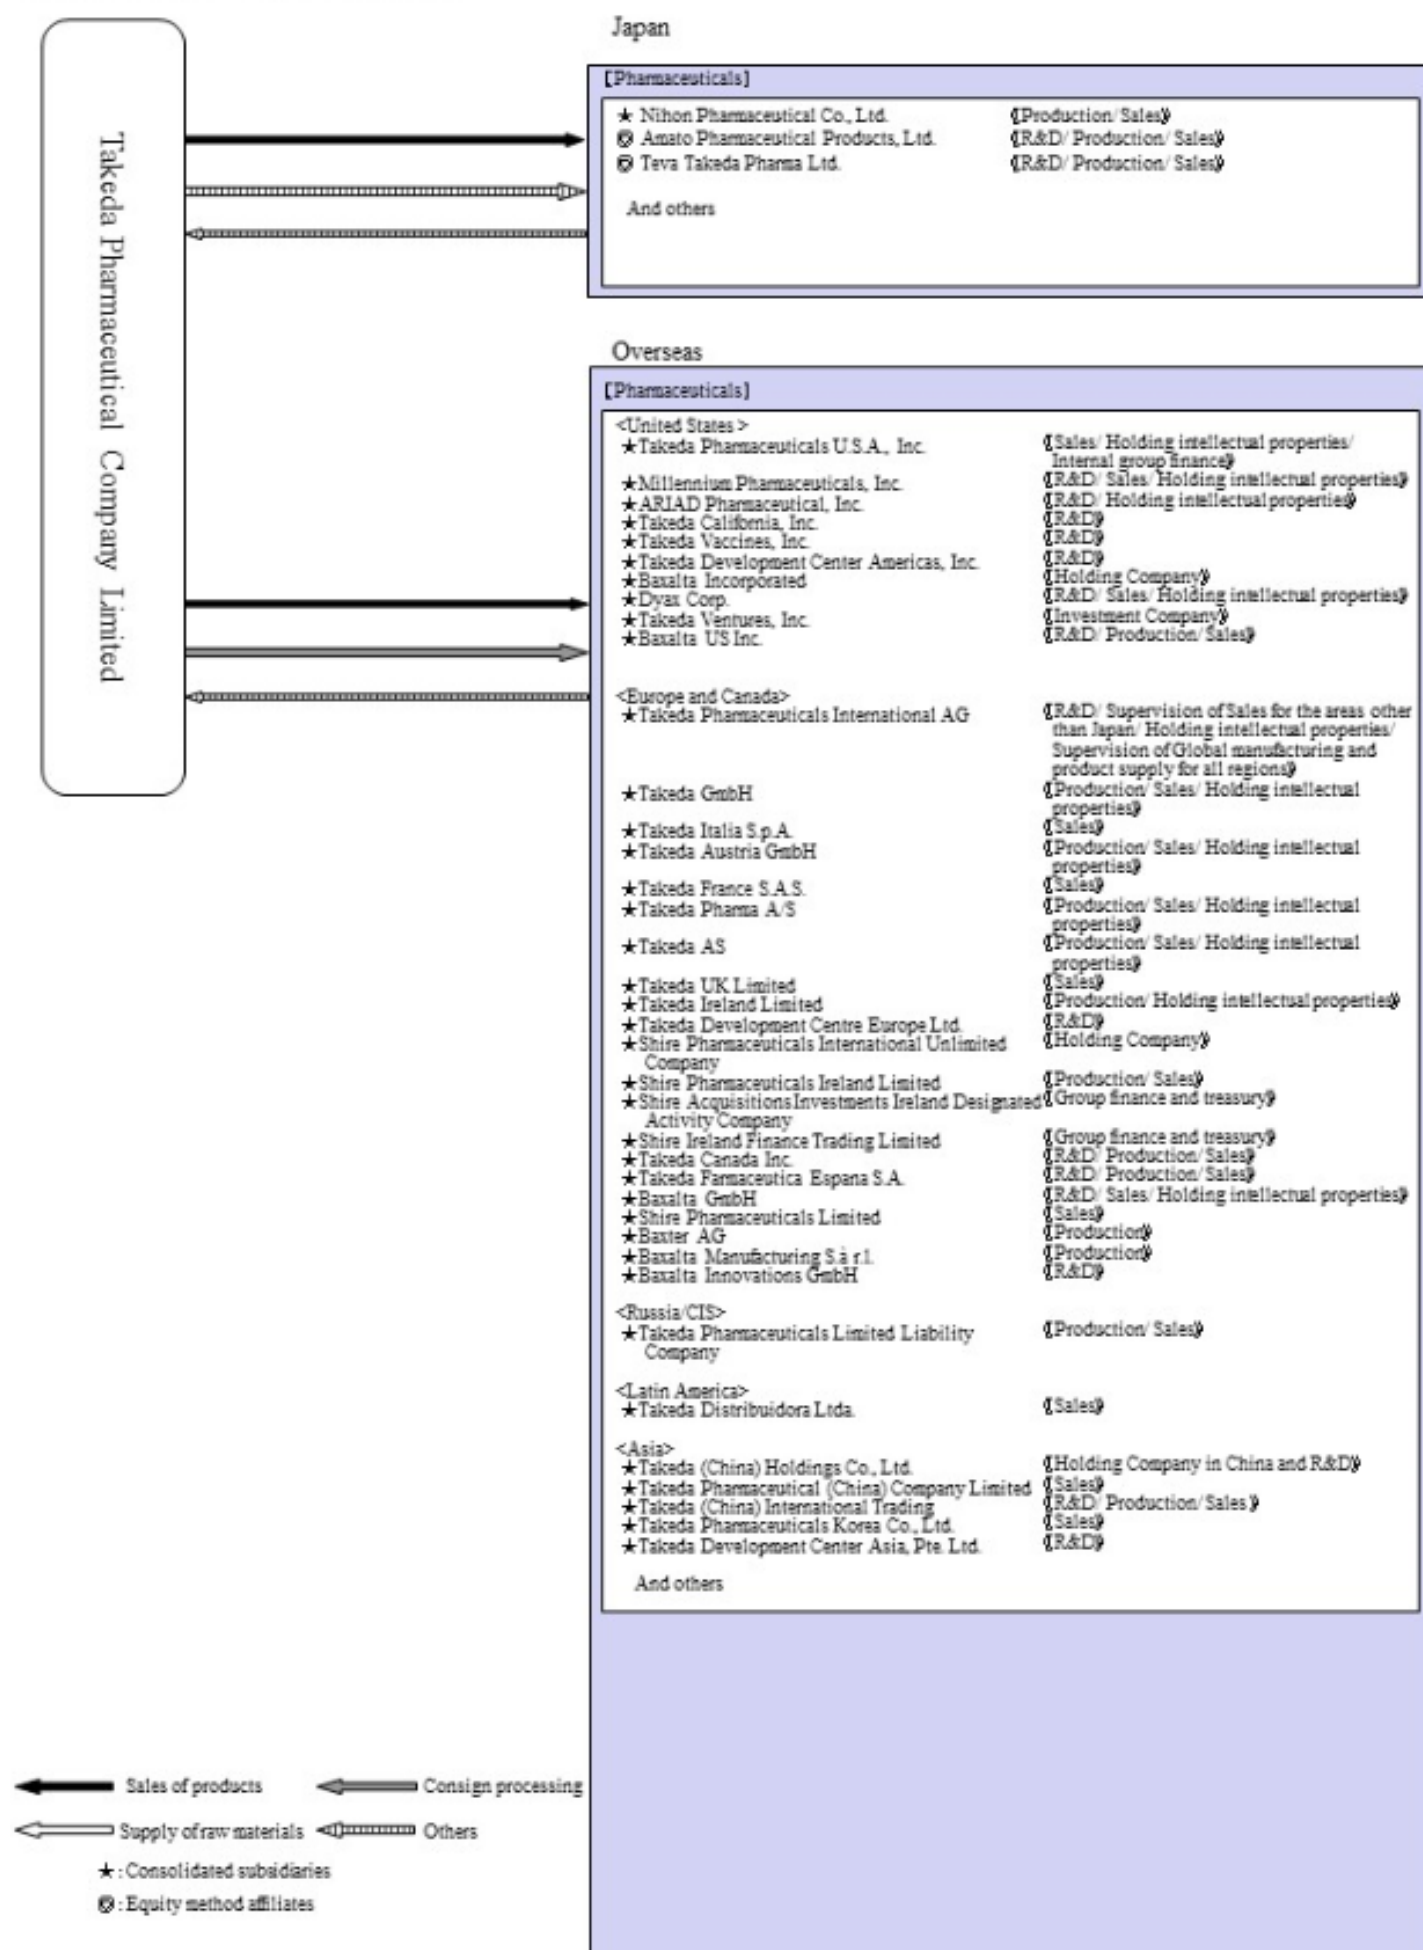 Takeda Pharmaceutical Company Limited
Japan
【Pharmaceuticals】
★ Nihon Pharmaceutical Co., Ltd. 《Production/Sales》
◎ Amato Pharmaceutical Products, Ltd. 《R&D/ Production/ Sales》
◎ Teva Takeda Pharma Ltd. 《R&D/ Production/ Sales》
And others
Overseas
【Pharmaceuticals】
<United States >
★Takeda Pharmaceuticals U.S.A., Inc. 《Sales/ Holding intellectual properties/
Internal group finance》
★Millennium Pharmaceuticals, Inc. 《R&D/ Sales/ Holding intellectual properties》
★ARIAD Pharmaceutical, Inc. 《R&D/ Holding intellectual properties》
★Takeda California, Inc. 《R&D》
★Takeda Vaccines, Inc. 《R&D》
★Takeda Development Center Americas, Inc. 《R&D》
★Baxalta Incorporated 《Holding Company》
★Dyax Corp. 《R&D/ Sales/ Holding intellectual properties》
★Takeda Ventures, Inc. 《Investment Company》
★Baxalta US Inc. 《R&D/ Production/ Sales》
<Europe and Canada>
★Takeda Pharmaceuticals International AG 《R&D/ Supervision of Sales for the areas other
than Japan/ Holding intellectual properties/
Supervision of Global manufacturing and
product supply for all regions》
★Takeda GmbH 《Production/ Sales/ Holding intellectual
properties》
★Takeda Italia S.p.A. 《Sales》
★Takeda Austria GmbH 《Production/ Sales/ Holding intellectual
properties》
★Takeda France S.A.S. 《Sales》
★Takeda Pharma A/S 《Production/ Sales/ Holding intellectual
properties》
★Takeda AS 《Production/ Sales/ Holding intellectual
properties》
★Takeda UK Limited 《Sales》
★Takeda Ireland Limited 《Production/ Holding intellectual properties》
★Takeda Development Centre Europe Ltd. 《R&D》
★Shire Pharmaceuticals International Unlimited 《Holding Company》
Company
★Shire Pharmaceuticals Ireland Limited 《Production/ Sales》
★Shire Acquisitions Investments Ireland Designated 《Group finance and treasury》
Activity Company
★Shire Ireland Finance Trading Limited 《Group finance and treasury》
★Takeda Canada Inc. 《R&D/ Production/ Sales》
★Takeda Farmaceutica Espana S.A. 《R&D/ Production/ Sales》
★Baxalta GmbH 《R&D/ Sales/ Holding intellectual properties》
★Shire Pharmaceuticals Limited 《Sales》
★Baxter AG 《Production》
★Baxalta Manufacturing S.à r.l. 《Production》
★Baxalta Innovations GmbH 《R&D》
<Russia/CIS>
★Takeda Pharmaceuticals Limited Liability 《Production/ Sales》
Company
<Latin America>
★Takeda Distribuidora Ltda. 《Sales》
<Asia>
★Takeda (China) Holdings Co., Ltd. 《Holding Company in China and R&D》
★Takeda Pharmaceutical (China) Company Limited 《Sales》
★Takeda (China) International Trading 《R&D/ Production/ Sales 》
★Takeda Pharmaceuticals Korea Co., Ltd. 《Sales》
★Takeda Development Center Asia, Pte. Ltd. 《R&D》
And others
Sales of products Consign processing
Supply of raw materials Others
★ : Consolidated subsidiaries
◎ : Equity method affiliates